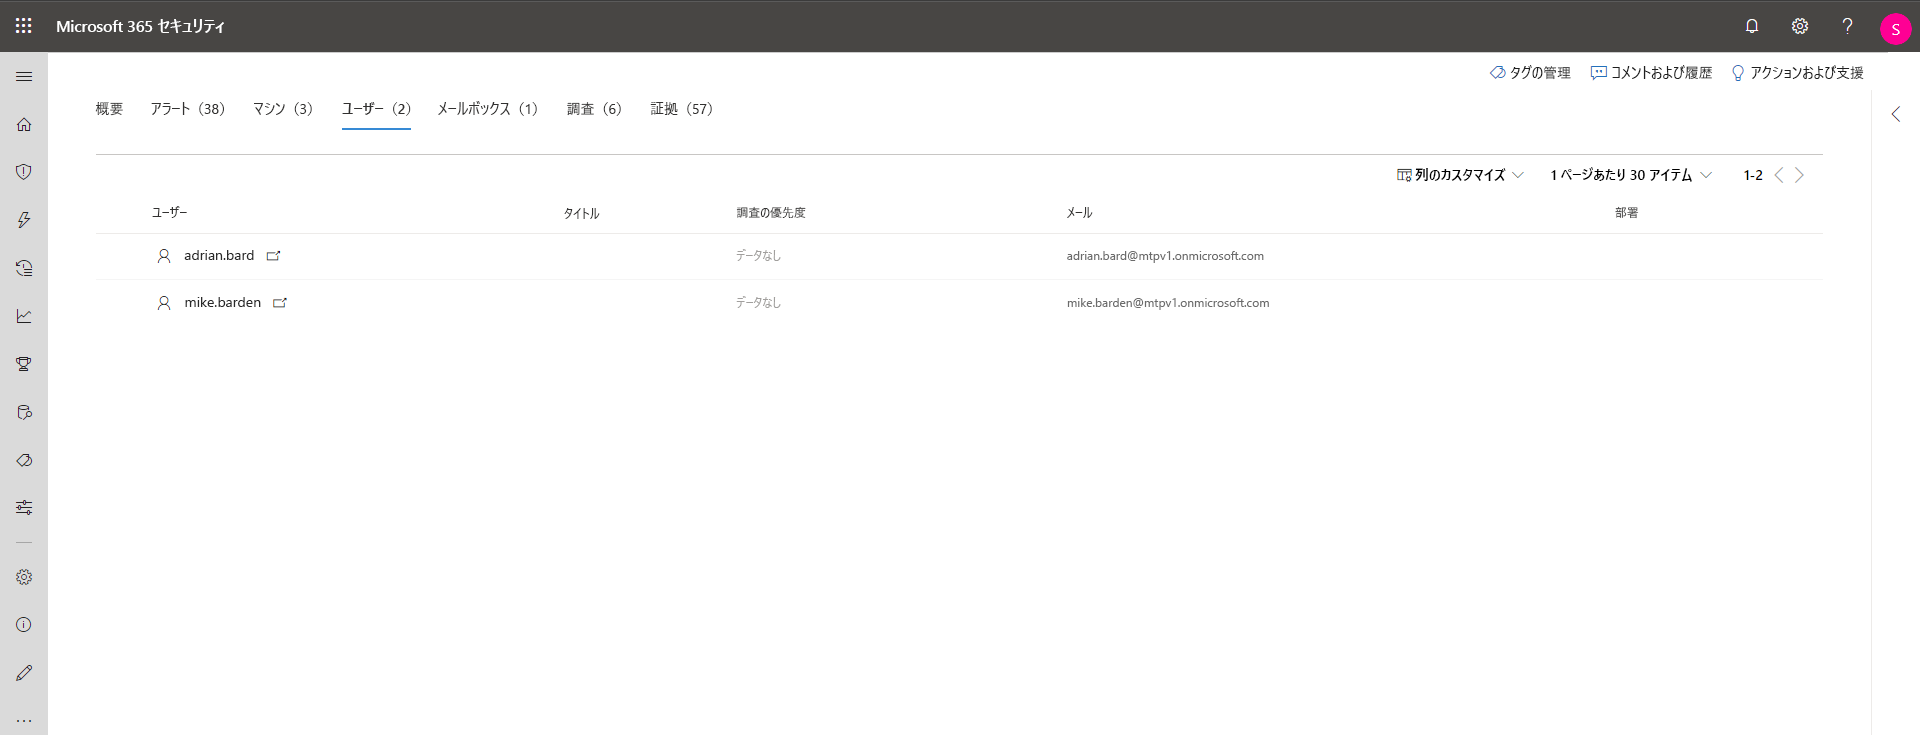 Microsoft 365 セキュリティ
S
タグの管理 コメントおよび履歴 アクションおよび支援
概要 アラート (38) マシン (3) ユーザー (2) メールボックス (1) 調査 (6) 証拠 (57)
列のカスタマイズ 1 ページあたり 30 アイテム 1-2
ユーザー タイトル 調査の優先度 メール 部署
adrian.bard データなし adrian.bard@mtpv1.onmicrosoft.com
mike.barden データなし mike.barden@mtpv1.onmicrosoft.com